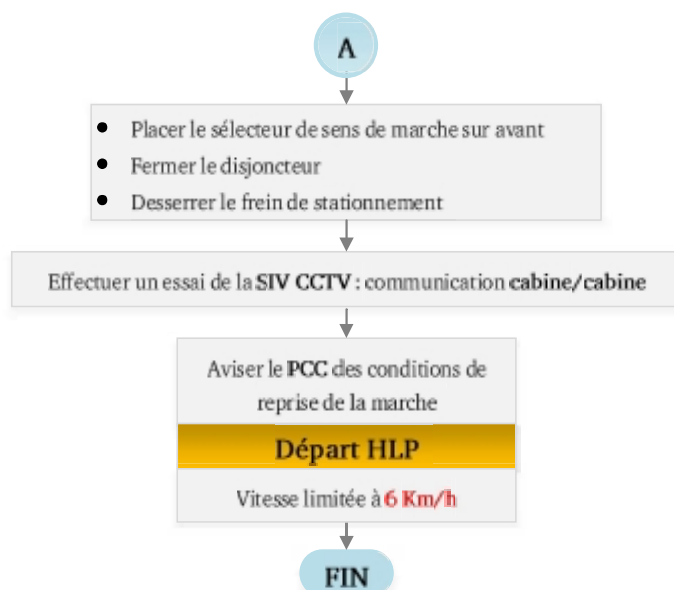 A
• Placer le sélecteur de sens de marche sur avant
• Fermer le disjoncteur
• Desserrer le frein de stationnement
Effectuer un essai de la SIV CCTV : communication cabine/cabine
Aviser le PCC des conditions de
reprise de la marche
Départ HLP
Vitesse limitée à 6 Km/h
FIN